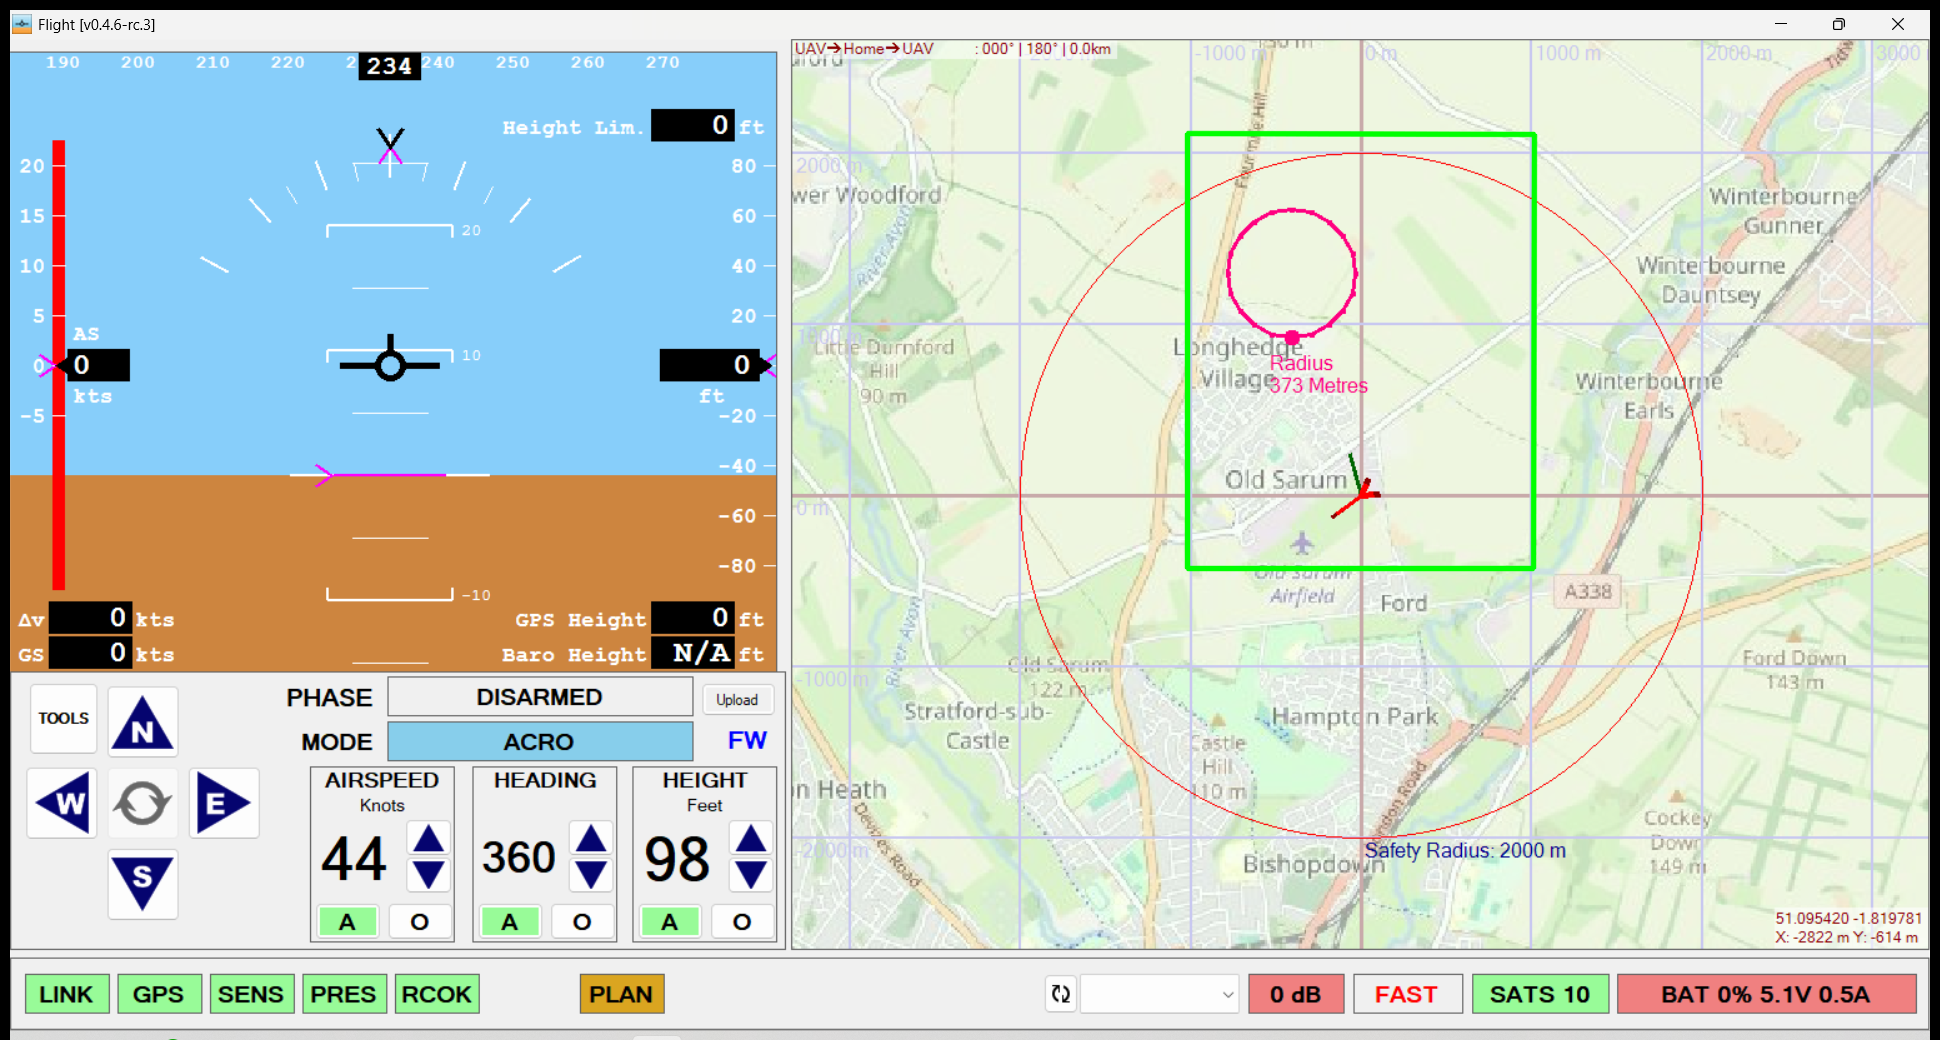 Flight [v0.4.6-rc.3]
190 200 210 220 2 234 240 250 260 270
Height Lim. 0 ft
20
15
10
5
0
-5
AS
0
kts
20
10
-10
80
60
40
20
0
ft
-20
-40
-60
-80
Δv 0 kts
GS 0 kts
GPS Height 0 ft
Baro Height N/A ft
TOOLS
N
W
E
S
PHASE DISARMED Upload
MODE ACRO FW
AIRSPEED
Knots
44
A O
HEADING
360
A O
HEIGHT
Feet
98
A O
UAV→Home→UAV : 000° | 180° | 0.0km
-1000 m 0 m 1000 m 2000 m 3000
2000 m
1000 m
0 m
-1000 m
-2000 m
wer Woodford
River Avon
Fourmile Hill
Winterbourne
Gunner
Winterbourne
Dauntsey
Little Durnford
Hill
90 m
Longhedge
Village
Radius
373 Metres
Winterbourne
Earls
Old Sarum
Old Sarum
Airfield
Ford
A338
River Avon
Old Sarum
122 m
Ford Down
143 m
Stratford-sub-
Castle
Hampton Park
Castle
Hill
110 m
n Heath
Devizes Road
ndon Road
Cockey
Down
149 m
Bishopdown
Safety Radius: 2000 m
51.095420 -1.819781
X: -2822 m Y: -614 m
LINK GPS SENS PRES RCOK PLAN 0 dB FAST SATS 10 BAT 0% 5.1V 0.5A